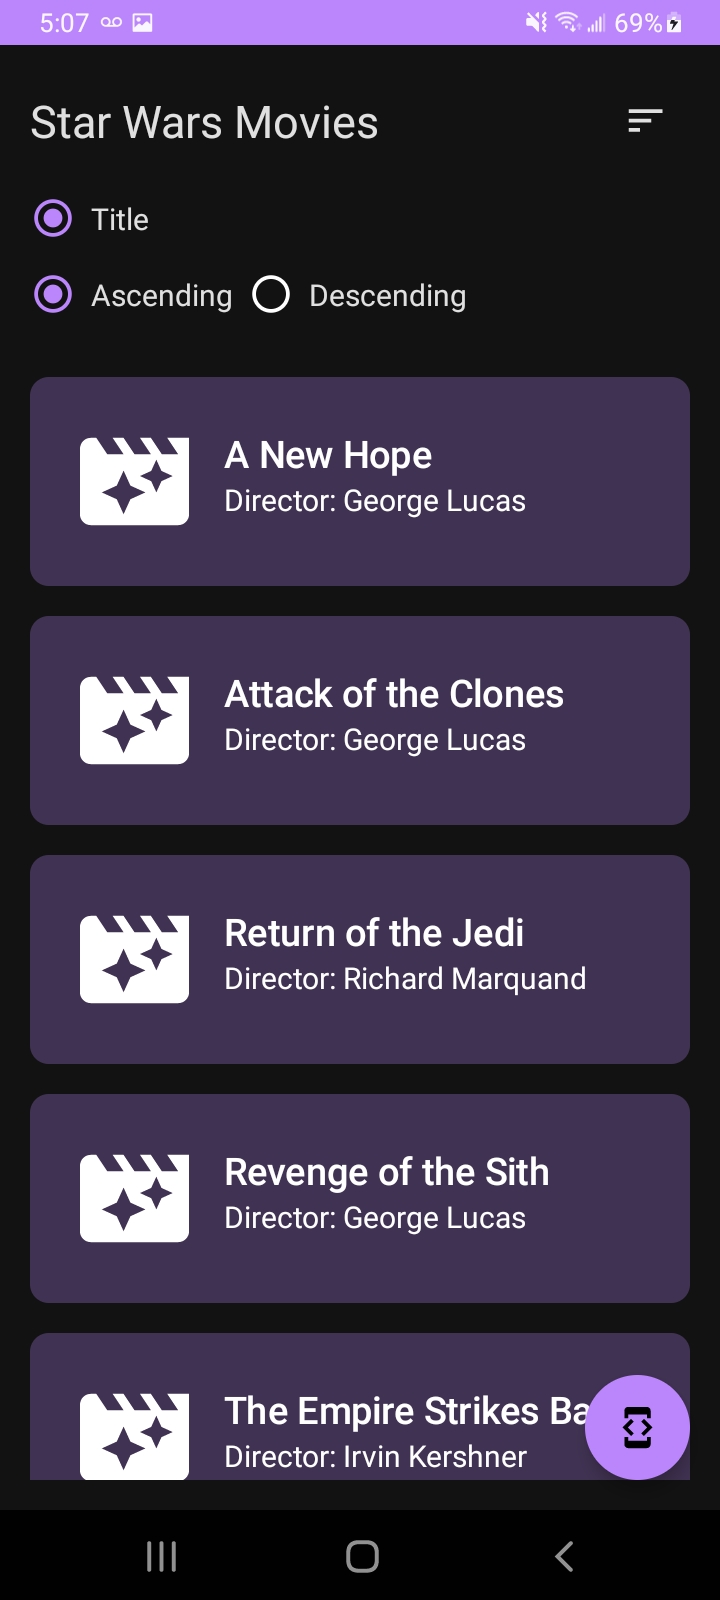 5:07
69%
Star Wars Movies
Title
Ascending Descending
A New Hope
Director: George Lucas
Attack of the Clones
Director: George Lucas
Return of the Jedi
Director: Richard Marquand
Revenge of the Sith
Director: George Lucas
The Empire Strikes Ba
Director: Irvin Kershner